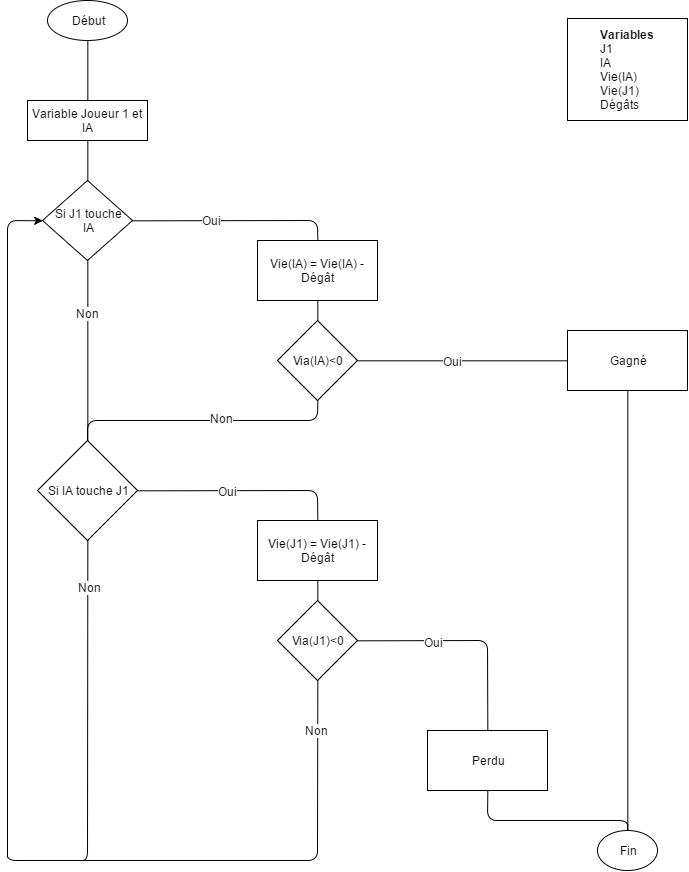 Début
Variables
J1
IA
Vie(IA)
Vie(J1)
Dégâts
Variable Joueur 1 et
IA
Si J1 touche
IA
Oui
Vie(IA) = Vie(IA) -
Dégât
Non
Via(IA)<0
Oui
Gagné
Non
Si IA touche J1
Oui
Vie(J1) = Vie(J1) -
Dégât
Non
Via(J1)<0
Oui
Non
Perdu
Fin